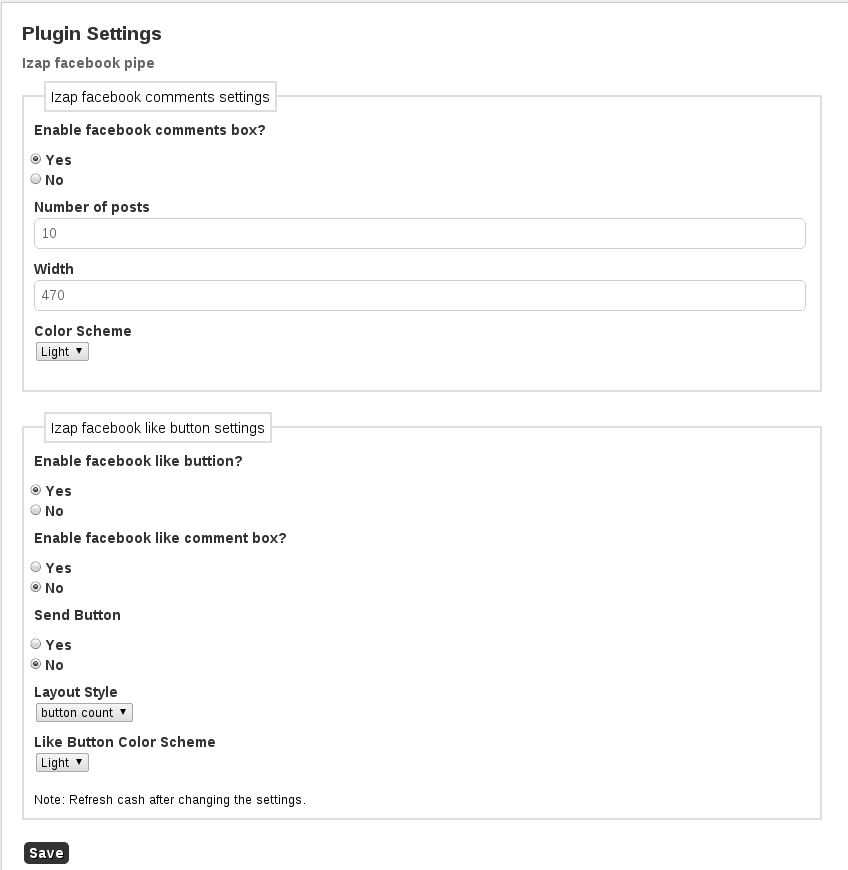 Plugin Settings
Izap facebook pipe
Izap facebook comments settings
Enable facebook comments box?
Yes
No
Number of posts
10
Width
470
Color Scheme
Light
Izap facebook like button settings
Enable facebook like buttion?
Yes
No
Enable facebook like comment box?
Yes
No
Send Button
Yes
No
Layout Style
button count
Like Button Color Scheme
Light
Note: Refresh cash after changing the settings.
Save